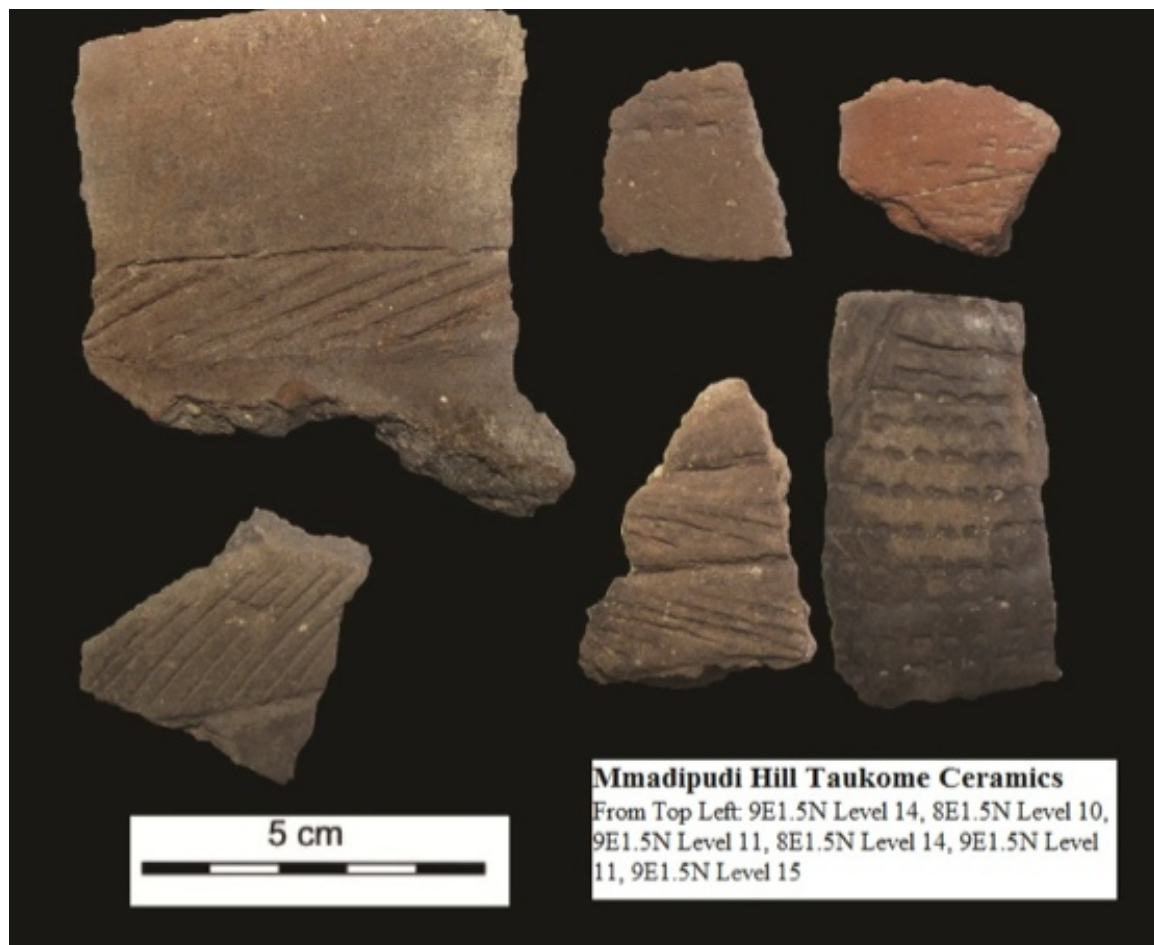 5 cm
Mmadipudi Hill Taukome Ceramics
From Top Left: 9E1.5N Level 14, 8E1.5N Level 10,
9E1.5N Level 11, 8E1.5N Level 14, 9E1.5N Level
11, 9E1.5N Level 15